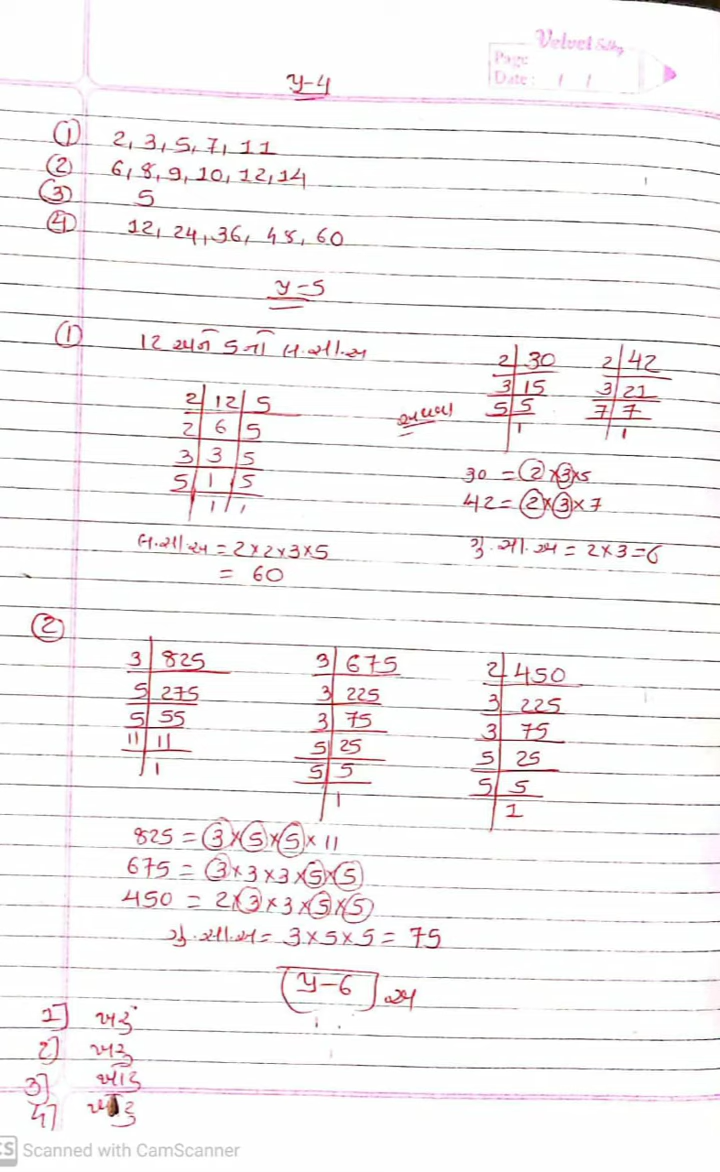 Velvet
Page
Date: / /
પ્ર-4
① 2, 3, 5, 7, 11
② 6, 8, 9, 10, 12, 14
③ 5
④ 12, 24, 36, 48, 60
પ્ર-5
① 12 અને 5 નો લ.સા.અ
2 | 12 | 5
2 | 6 | 5
3 | 3 | 5
5 | 1 | 5
| 1 | 1
લ.સા.અ = 2×2×3×5
= 60
અથવા
2 | 30 2 | 42
3 | 15 3 | 21
5 | 5 7 | 7
| 1 | 1
30 = 2×3×5
42 = 2×3×7
ગુ.સા.અ = 2×3=6
②
3 | 825 3 | 675 2 | 450
5 | 275 3 | 225 3 | 225
5 | 55 3 | 75 3 | 75
11 | 11 5 | 25 5 | 25
| 1 5 | 5 5 | 5
| 1 | 1
825 = 3×5×5×11
675 = 3×3×3×5×5
450 = 2×3×3×5×5
ગુ.સા.અ = 3×5×5 = 75
પ્ર-6 અ
1] ખરું
2] ખરું
3] ખોટું
4]
CS Scanned with CamScanner